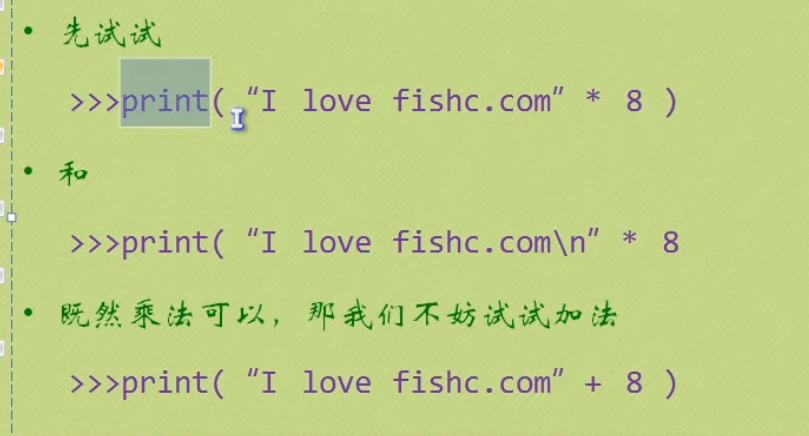 • 先试试
>>>print( “I love fishc.com” * 8 )
• 和
>>>print( “I love fishc.com\n” * 8
• 既然乘法可以，那我们不妨试试加法
>>>print( “I love fishc.com” + 8 )